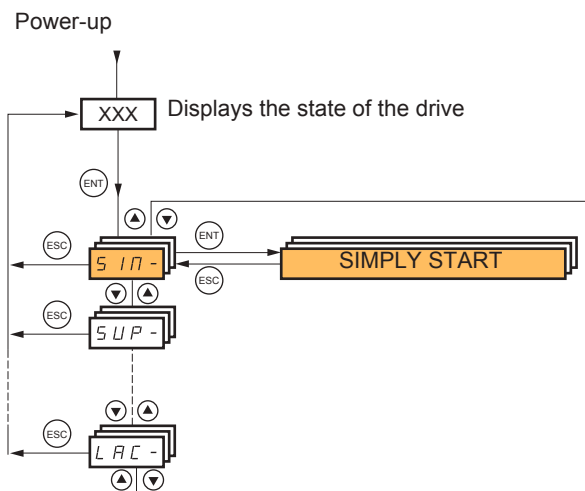 Power-up
XXX Displays the state of the drive
ENT
ESC SIM- ENT SIMPLY START
ESC
ESC SUP-
ESC LAC-